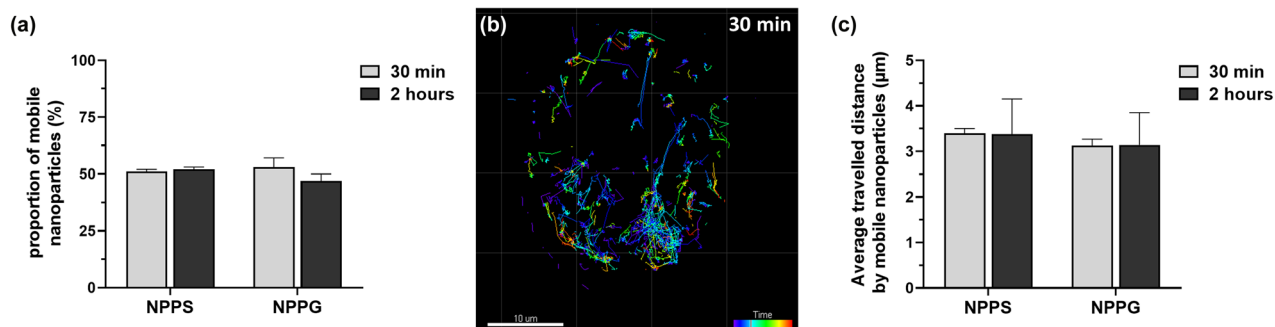 (a)
proportion of mobile
nanoparticles (%)
100
75
50
25
0
NPPS
NPPG
30 min
2 hours
(b)
30 min
10 um
Time
(c)
Average travelled distance
by mobile nanoparticles (µm)
5
4
3
2
1
0
NPPS
NPPG
30 min
2 hours